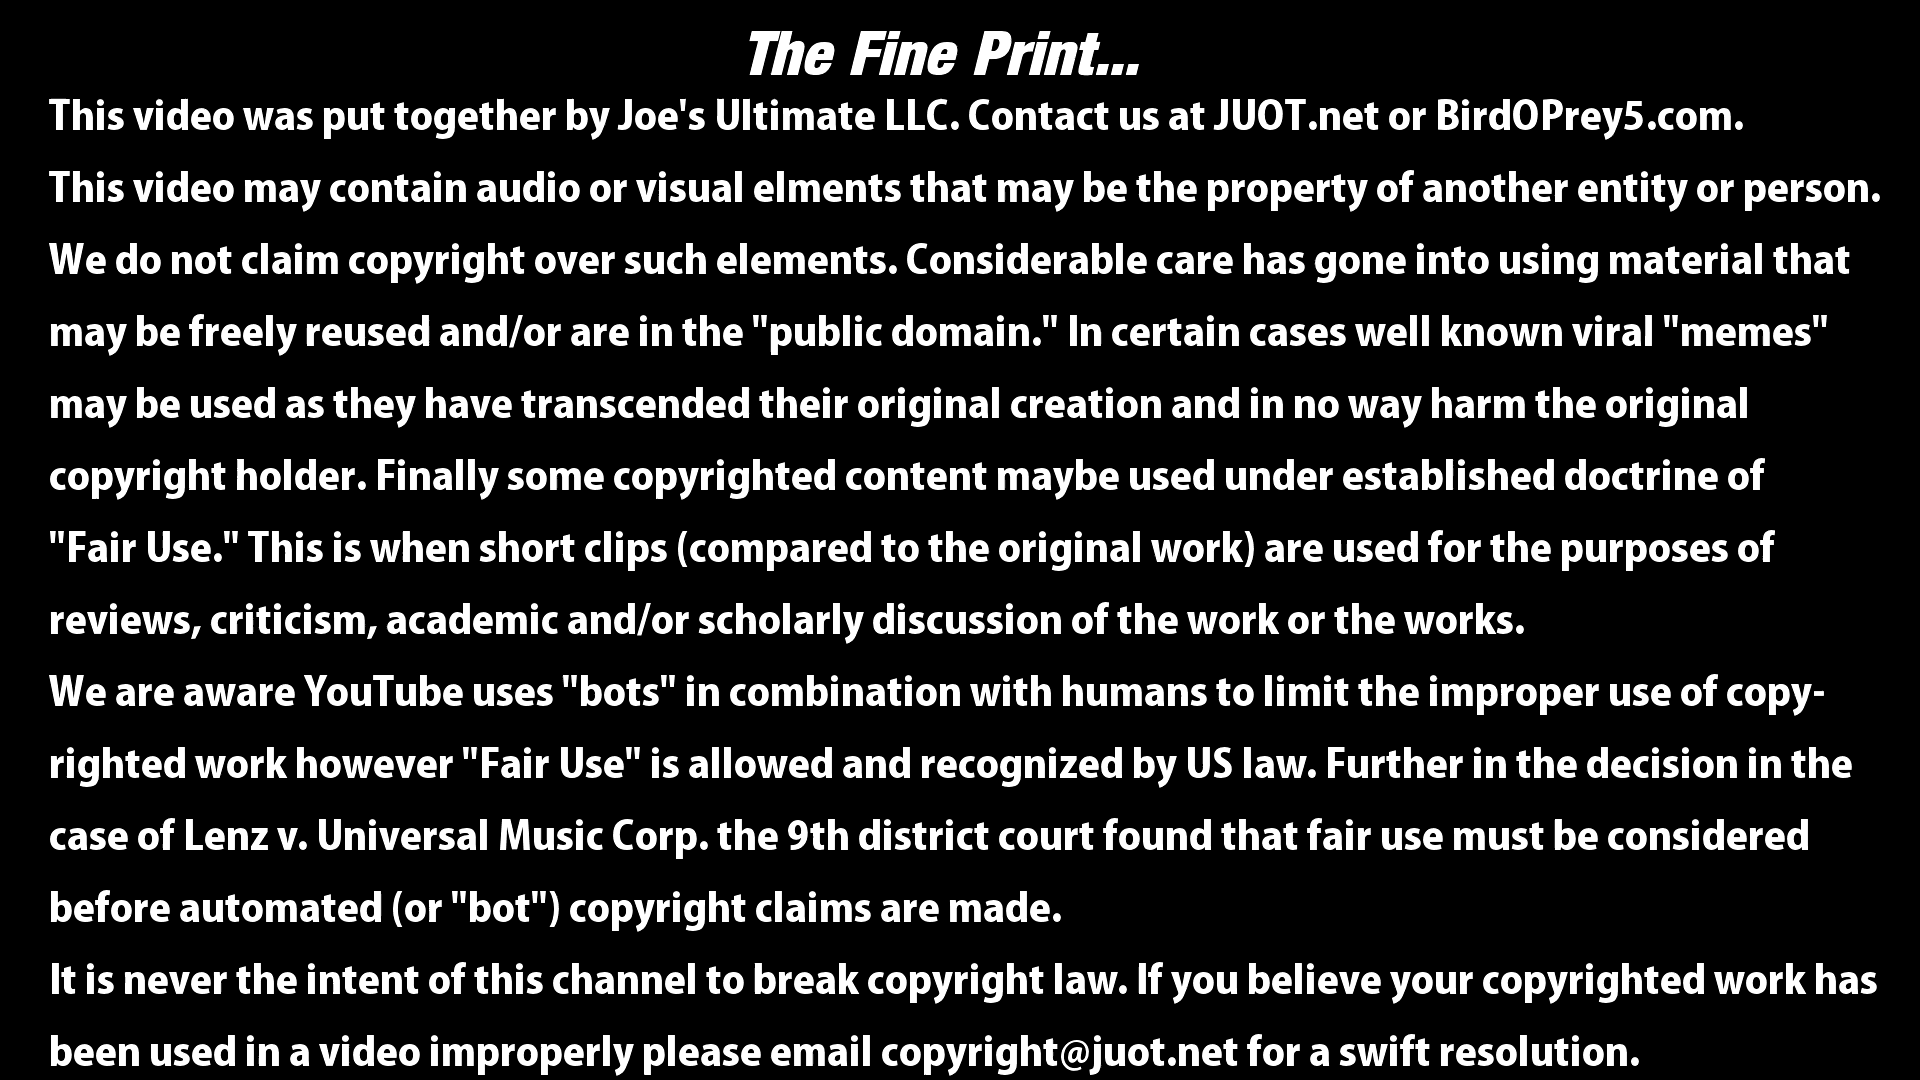 The Fine Print...
This video was put together by Joe's Ultimate LLC. Contact us at JUOT.net or BirdOPrey5.com.
This video may contain audio or visual elments that may be the property of another entity or person.
We do not claim copyright over such elements. Considerable care has gone into using material that
may be freely reused and/or are in the "public domain." In certain cases well known viral "memes"
may be used as they have transcended their original creation and in no way harm the original
copyright holder. Finally some copyrighted content maybe used under established doctrine of
"Fair Use." This is when short clips (compared to the original work) are used for the purposes of
reviews, criticism, academic and/or scholarly discussion of the work or the works.
We are aware YouTube uses "bots" in combination with humans to limit the improper use of copy-
righted work however "Fair Use" is allowed and recognized by US law. Further in the decision in the
case of Lenz v. Universal Music Corp. the 9th district court found that fair use must be considered
before automated (or "bot") copyright claims are made.
It is never the intent of this channel to break copyright law. If you believe your copyrighted work has
been used in a video improperly please email copyright@juot.net for a swift resolution.